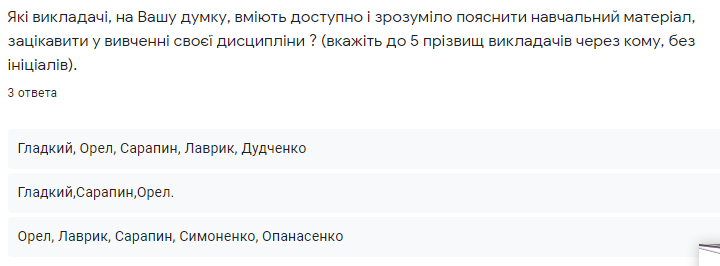 Які викладачі, на Вашу думку, вміють доступно і зрозуміло пояснити навчальний матеріал,
зацікавити у вивченні своєї дисципліни ? (вкажіть до 5 прізвищ викладачів через кому, без
ініціалів).
3 ответа
Гладкий, Орел, Сарапин, Лаврик, Дудченко
Гладкий,Сарапин,Орел.
Орел, Лаврик, Сарапин, Симоненко, Опанасенко